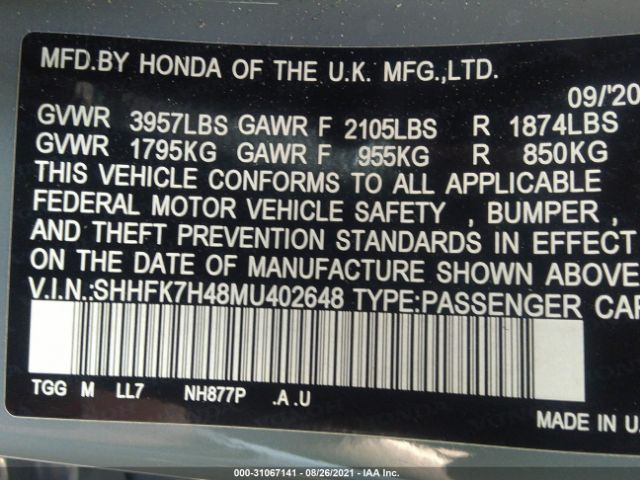 MFD.BY HONDA OF THE U.K. MFG.,LTD.
09/'20
GVWR 3957LBS GAWR F 2105LBS R 1874LBS
GVWR 1795KG GAWR F 955KG R 850KG
THIS VEHICLE CONFORMS TO ALL APPLICABLE
FEDERAL MOTOR VEHICLE SAFETY , BUMPER ,
AND THEFT PREVENTION STANDARDS IN EFFECT
ON THE DATE OF MANUFACTURE SHOWN ABOVE
V.I.N.:SHHFK7H48MU402648 TYPE:PASSENGER CAR
TGG M LL7 NH877P .A .U
MADE IN U.
000-31067141 | 08/26/2021 - IAA Inc.